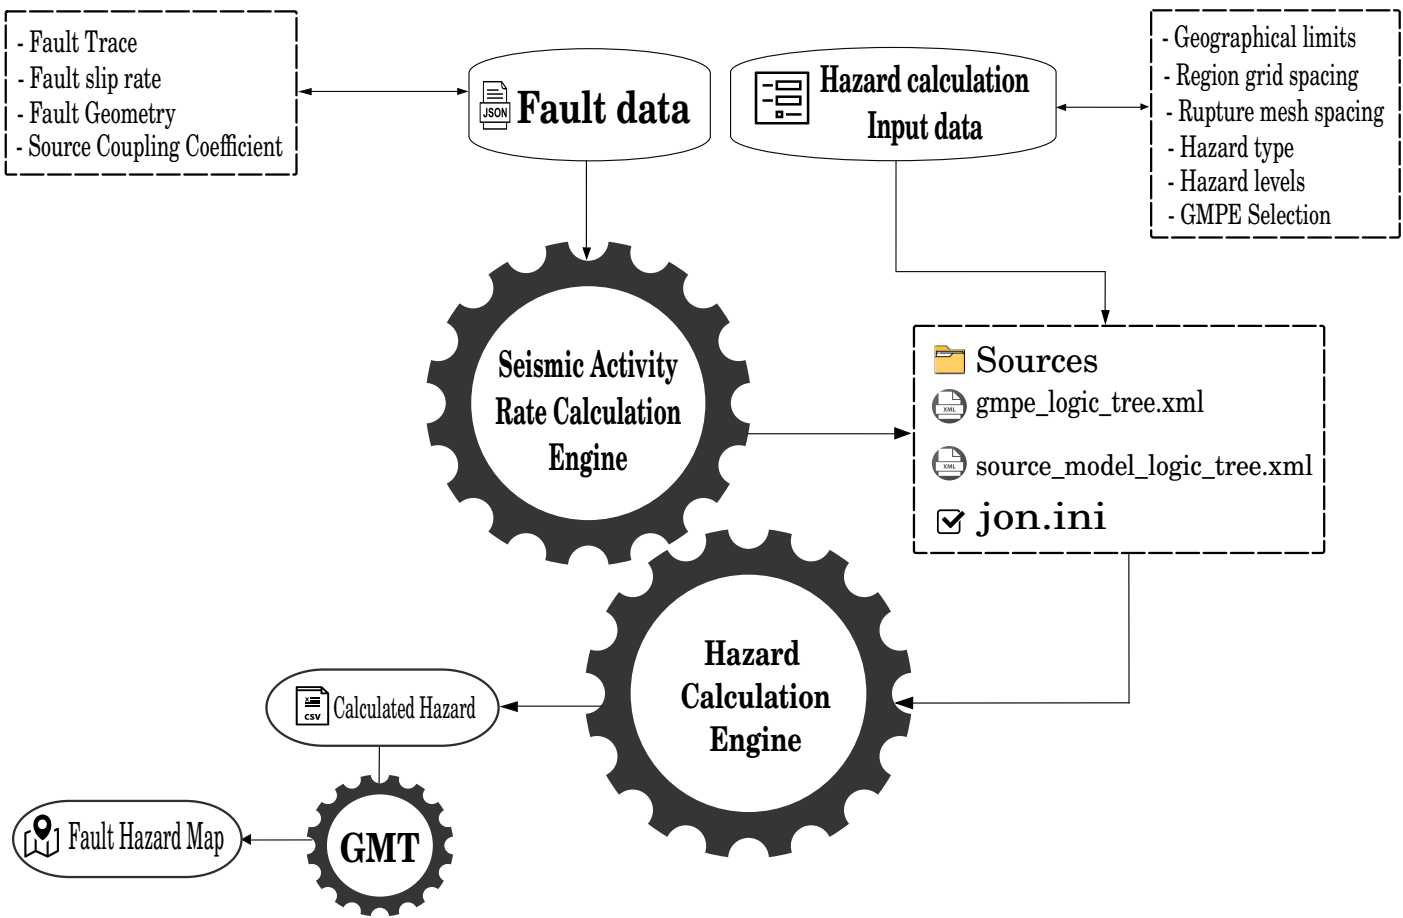 - Fault Trace
- Fault slip rate
- Fault Geometry
- Source Coupling Coefficient
JSON
Fault data
Hazard calculation
Input data
- Geographical limits
- Region grid spacing
- Rupture mesh spacing
- Hazard type
- Hazard levels
- GMPE Selection
Seismic Activity
Rate Calculation
Engine
Sources
XML
gmpe_logic_tree.xml
XML
source_model_logic_tree.xml
jon.ini
Hazard
Calculation
Engine
CSV
Calculated Hazard
GMT
Fault Hazard Map